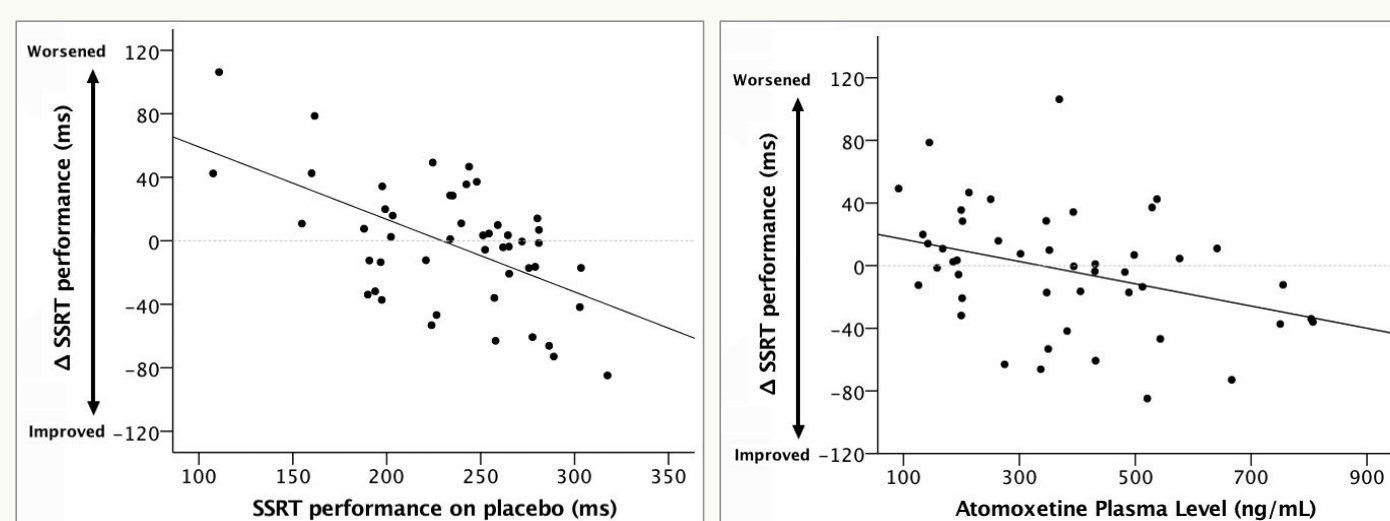 Worsened
120
80
40
0
−40
−80
−120
Improved
Δ SSRT performance (ms)
100 150 200 250 300 350
SSRT performance on placebo (ms)
Worsened
120
80
40
0
−40
−80
−120
Improved
Δ SSRT performance (ms)
100 300 500 700 900
Atomoxetine Plasma Level (ng/mL)